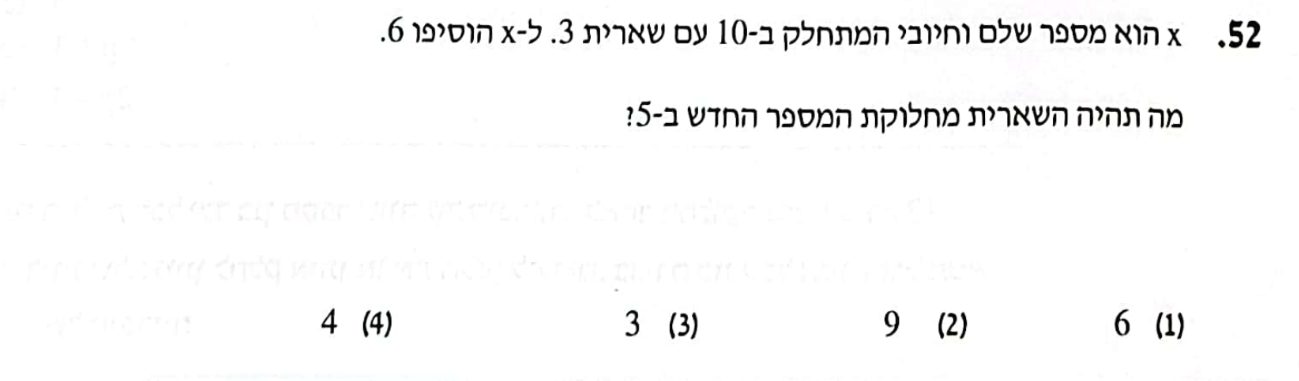 52. x הוא מספר שלם וחיובי המתחלק ב-10 עם שארית 3. ל-x הוסיפו 6.
מה תהיה השארית מחלוקת המספר החדש ב-5?
(1) 6 (2) 9 (3) 3 (4) 4